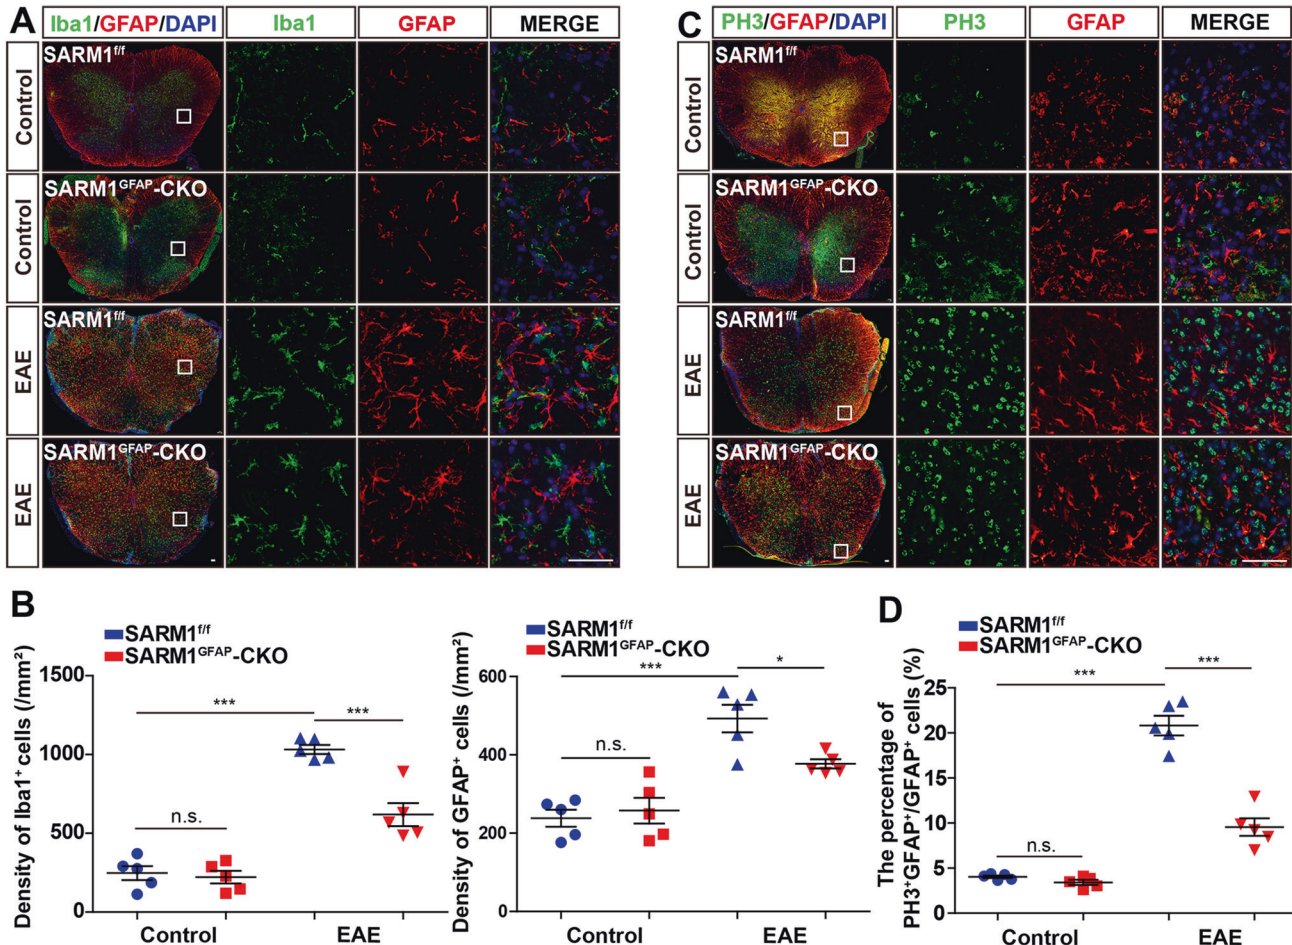 A
Iba1/GFAP/DAPI
Iba1
GFAP
MERGE
Control
SARM1f/f
Control
SARM1GFAP-CKO
EAE
SARM1f/f
EAE
SARM1GFAP-CKO
C
PH3/GFAP/DAPI
PH3
GFAP
MERGE
Control
SARM1f/f
Control
SARM1GFAP-CKO
EAE
SARM1f/f
EAE
SARM1GFAP-CKO
B
SARM1f/f
SARM1GFAP-CKO
Density of Iba1+ cells (/mm²)
1500
1000
500
0
***
***
n.s.
Control
EAE
SARM1f/f
SARM1GFAP-CKO
Density of GFAP+ cells (/mm²)
600
400
200
0
***
*
n.s.
Control
EAE
D
SARM1f/f
SARM1GFAP-CKO
The percentage of
PH3+GFAP+/GFAP+ cells (%)
25
20
15
10
5
0
***
***
n.s.
Control
EAE